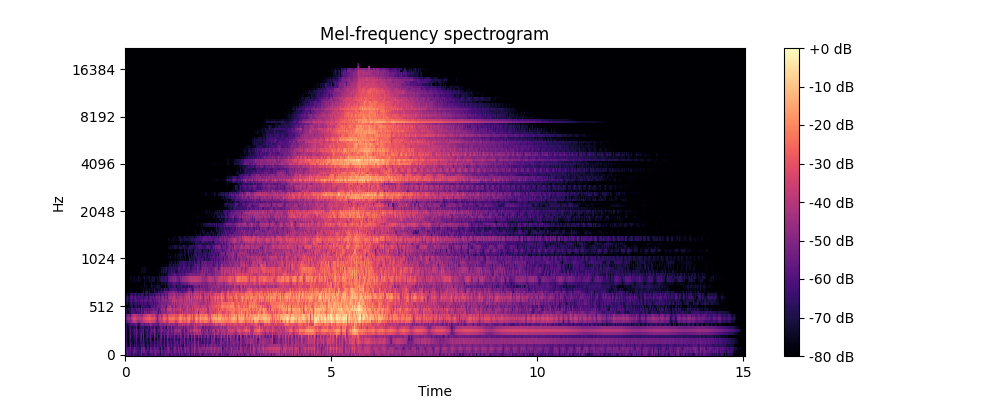 Mel-frequency spectrogram
16384
8192
4096
2048
1024
512
0
Hz
0
5
10
15
Time
+0 dB
-10 dB
-20 dB
-30 dB
-40 dB
-50 dB
-60 dB
-70 dB
-80 dB